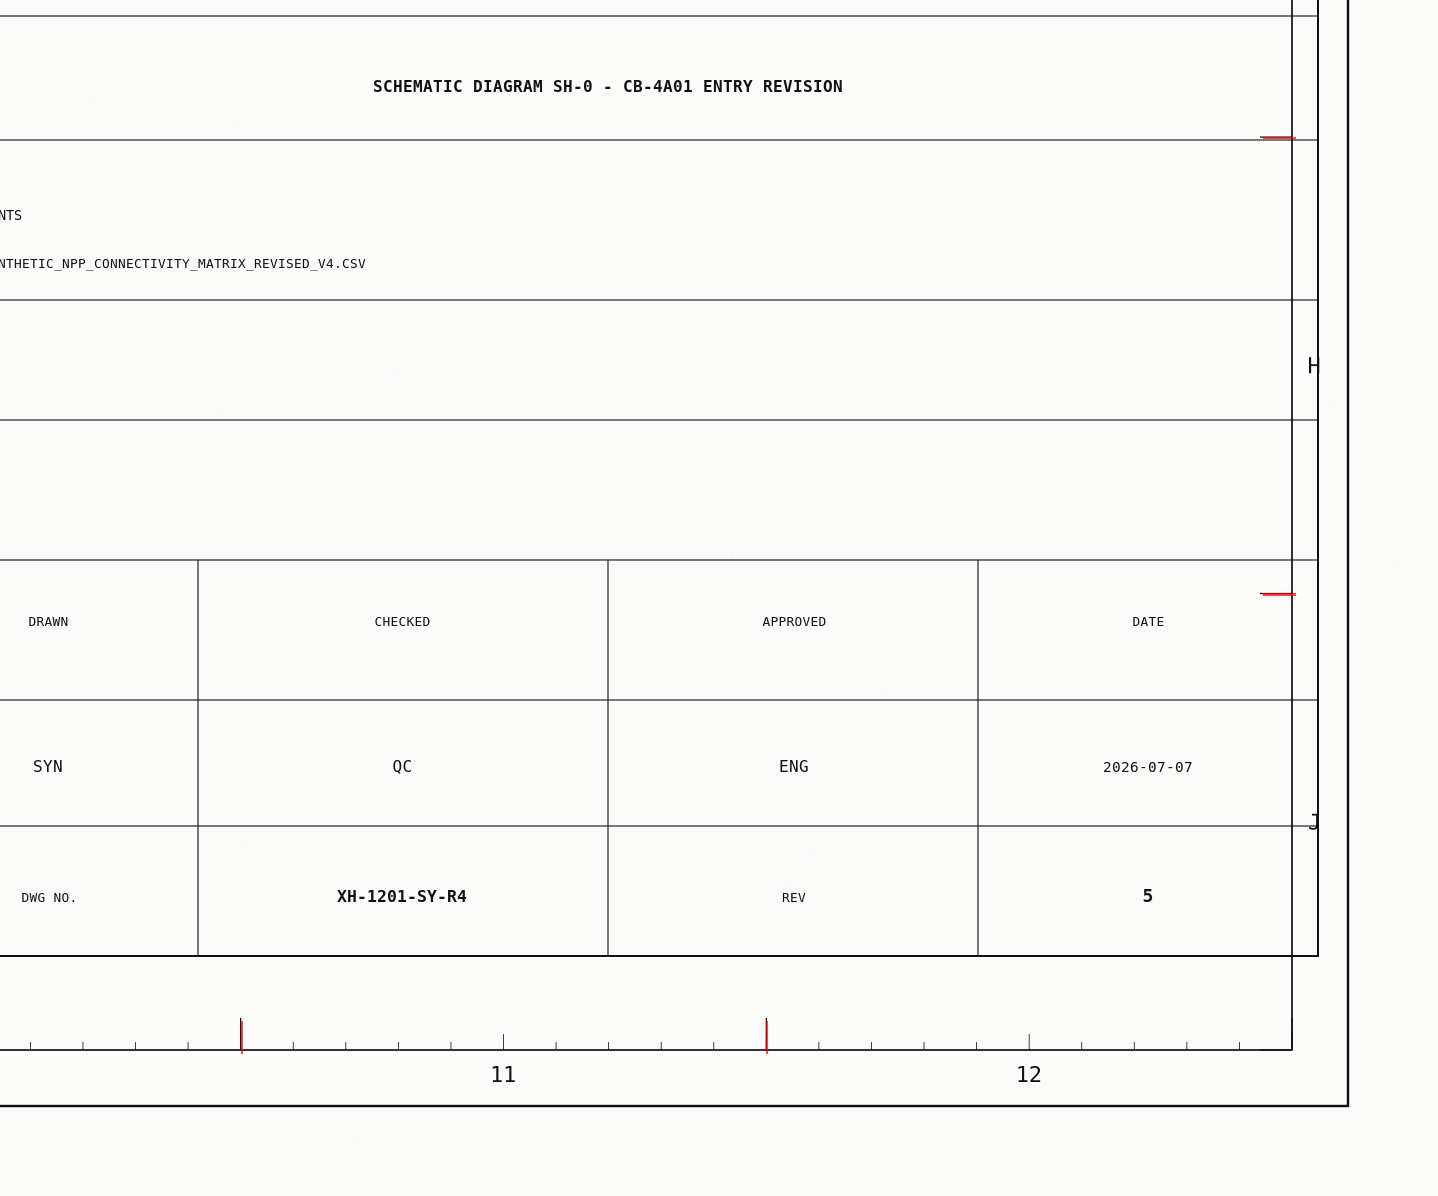 SCHEMATIC DIAGRAM SH-0 - CB-4A01 ENTRY REVISION
NTS
NTHETIC_NPP_CONNECTIVITY_MATRIX_REVISED_V4.CSV
H
DRAWN CHECKED APPROVED DATE
SYN QC ENG 2026-07-07
J
DWG NO. XH-1201-SY-R4 REV 5
11 12